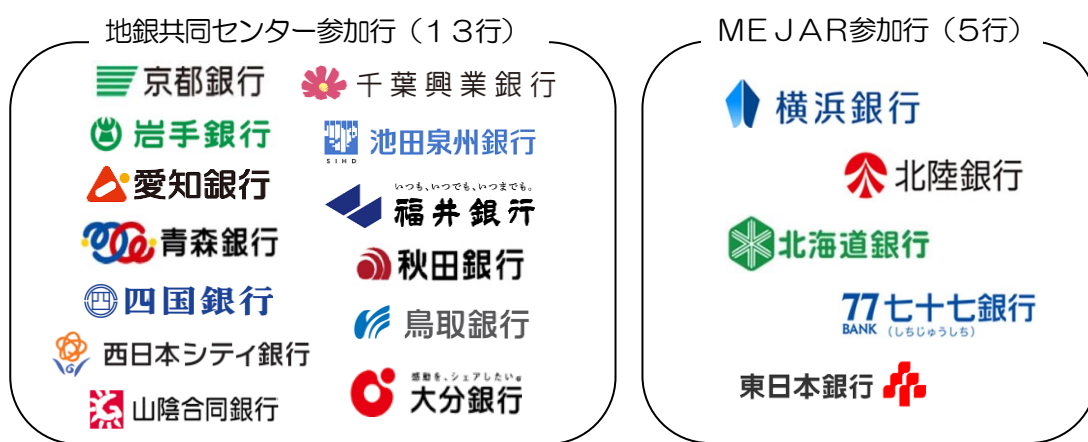 地銀共同センター参加行（１３行）
京都銀行
岩手銀行
愛知銀行
青森銀行
四国銀行
西日本シティ銀行
山陰合同銀行
千葉興業銀行
SIHD
池田泉州銀行
いつも、いつでも、いつまでも。
福井銀行
秋田銀行
鳥取銀行
感動を、シェアしたい。
大分銀行
ＭＥＪＡＲ参加行（５行）
横浜銀行
北陸銀行
北海道銀行
77 BANK
七十七銀行
（しちじゅうしち）
東日本銀行